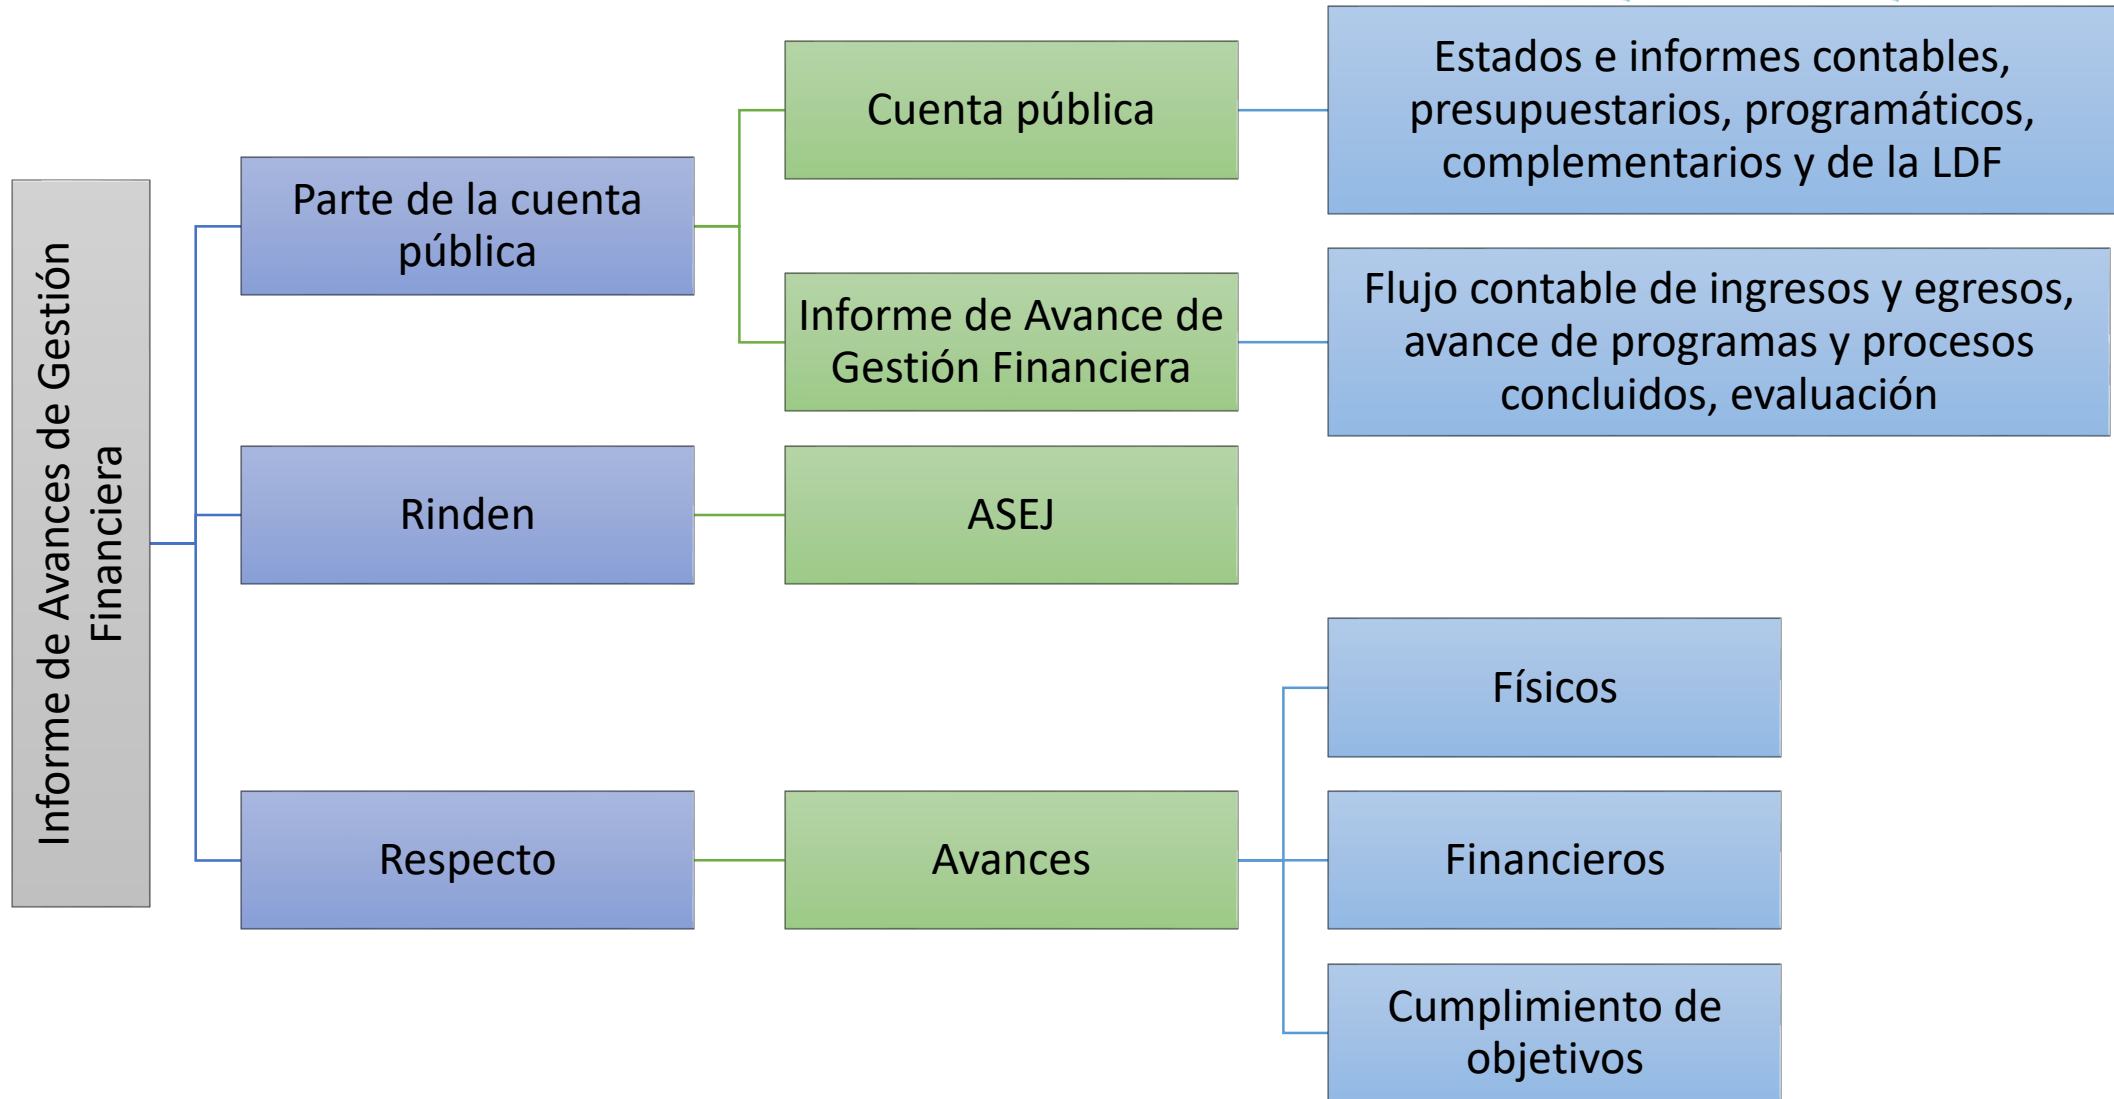 Informe de Avances de Gestión
Financiera
Parte de la cuenta
pública
Cuenta pública
Estados e informes contables,
presupuestarios, programáticos,
complementarios y de la LDF
Informe de Avance de
Gestión Financiera
Flujo contable de ingresos y egresos,
avance de programas y procesos
concluidos, evaluación
Rinden
ASEJ
Respecto
Avances
Físicos
Financieros
Cumplimiento de
objetivos